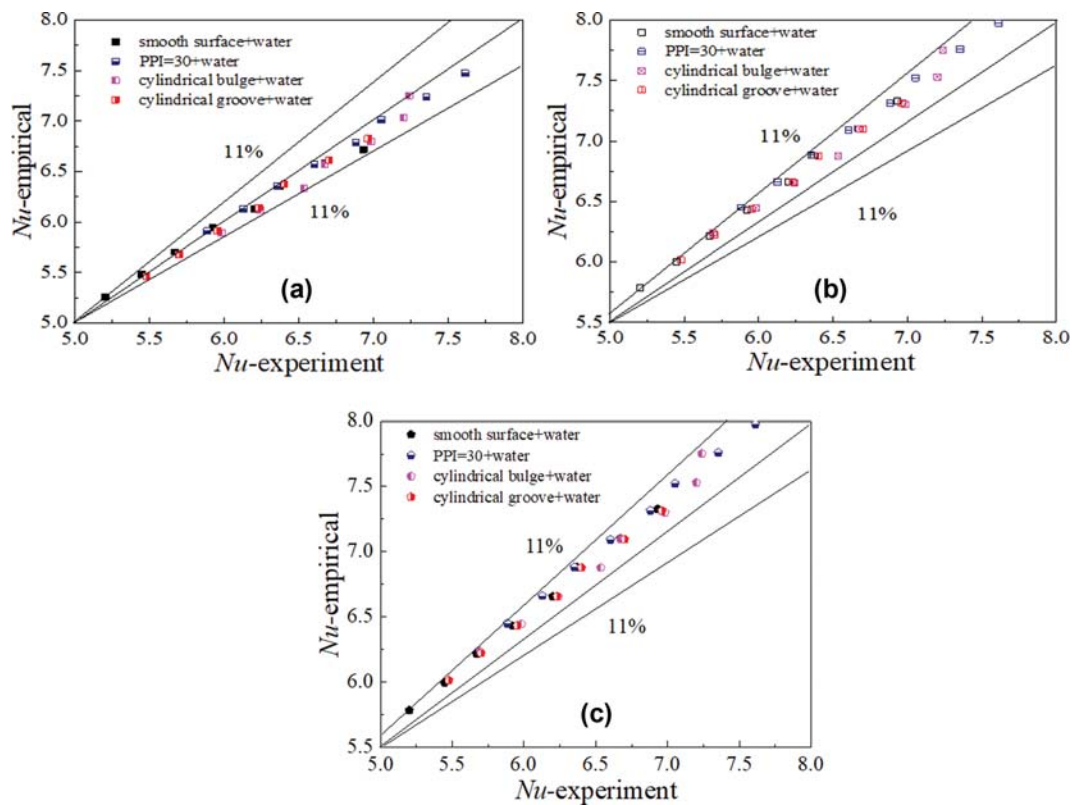 8.0
7.5
7.0
6.5
6.0
5.5
5.0
Nu-empirical
smooth surface+water
PPI=30+water
cylindrical bulge+water
cylindrical groove+water
11%
11%
(a)
5.0 5.5 6.0 6.5 7.0 7.5 8.0
Nu-experiment
8.0
7.5
7.0
6.5
6.0
5.5
Nu-empirical
smooth surface+water
PPI=30+water
cylindrical bulge+water
cylindrical groove+water
11%
11%
(b)
5.0 5.5 6.0 6.5 7.0 7.5 8.0
Nu-experiment
8.0
7.5
7.0
6.5
6.0
5.5
Nu-empirical
smooth surface+water
PPI=30+water
cylindrical bulge+water
cylindrical groove+water
11%
11%
(c)
5.0 5.5 6.0 6.5 7.0 7.5 8.0
Nu-experiment